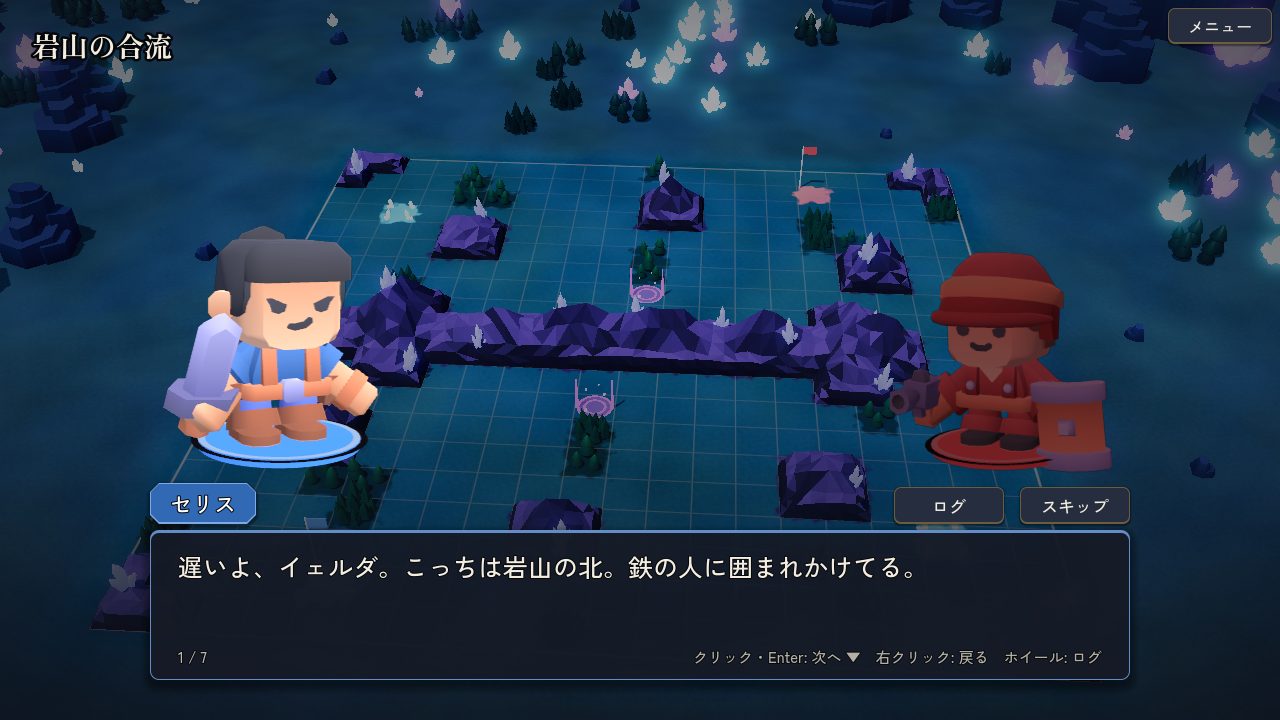 岩山の合流
メニュー
セリス
ログ
スキップ
遅いよ、イェルダ。こっちは岩山の北。鉄の人に囲まれかけてる。
1 / 7
クリック・Enter: 次へ ▼ 右クリック: 戻る ホイール: ログ